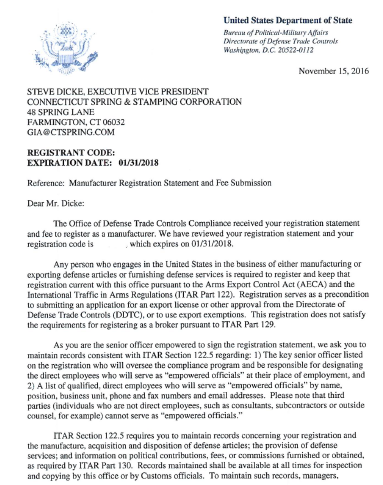 United States Department of State
Bureau of Political-Military Affairs
Directorate of Defense Trade Controls
Washington, D.C. 20522-0112
November 15, 2016
STEVE DICKE, EXECUTIVE VICE PRESIDENT
CONNECTICUT SPRING & STAMPING CORPORATION
48 SPRING LANE
FARMINGTON, CT 06032
GIA@CTSPRING.COM
REGISTRANT CODE:
EXPIRATION DATE: 01/31/2018
Reference: Manufacturer Registration Statement and Fee Submission
Dear Mr. Dicke:
The Office of Defense Trade Controls Compliance received your registration statement
and fee to register as a manufacturer. We have reviewed your registration statement and your
registration code is , which expires on 01/31/2018.
Any person who engages in the United States in the business of either manufacturing or
exporting defense articles or furnishing defense services is required to register and keep that
registration current with this office pursuant to the Arms Export Control Act (AECA) and the
International Traffic in Arms Regulations (ITAR Part 122). Registration serves as a precondition
to submitting an application for an export license or other approval from the Directorate of
Defense Trade Controls (DDTC), or to use export exemptions. This registration does not satisfy
the requirements for registering as a broker pursuant to ITAR Part 129.
As you are the senior officer empowered to sign the registration statement, we ask you to
maintain records consistent with ITAR Section 122.5 regarding: 1) The key senior officer listed
on the registration who will oversee the compliance program and be responsible for designating
the direct employees who will serve as "empowered officials" at their place of employment, and
2) A list of qualified, direct employees who will serve as "empowered officials" by name,
position, business unit, phone and fax numbers and email addresses. Please note that third
parties (individuals who are not direct employees, such as consultants, subcontractors or outside
counsel, for example) cannot serve as "empowered officials."
ITAR Section 122.5 requires you to maintain records concerning your registration and
the manufacture, acquisition and disposition of defense articles; the provision of defense
services; and information on political contributions, fees, or commissions furnished or obtained,
as required by ITAR Part 130. Records maintained shall be available at all times for inspection
and copying by this office or by Customs officials. To maintain such records, managers,